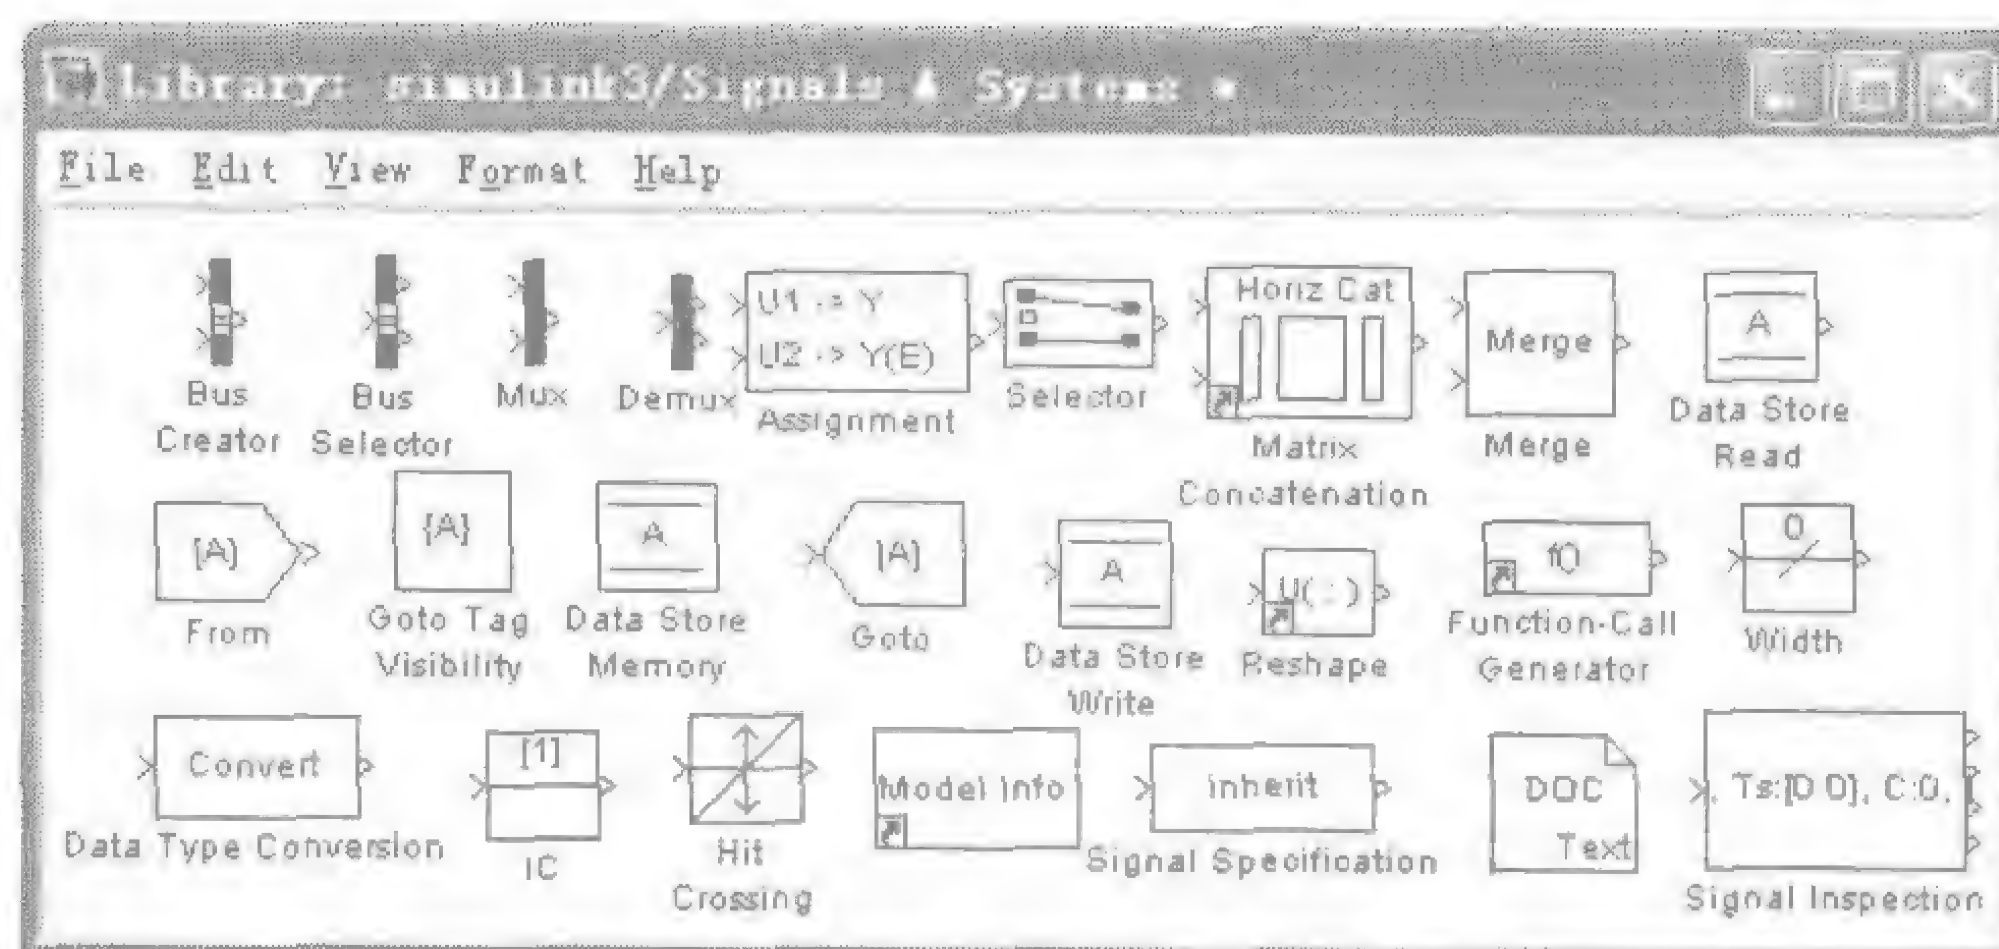 Library: simulink3/Signals & Systems *
File Edit View Format Help
U1 -> Y
U2 -> Y(E)
Horiz Cat
Merge
A
Bus
Creator
Bus
Selector
Mux
Demux
Assignment
Selector
Matrix
Concatenation
Merge
Data Store
Read
[A]
{A}
A
[A]
A
U( : )
f()
0
From
Goto Tag
Visibility
Data Store
Memory
Goto
Data Store
Write
Reshape
Function-Call
Generator
Width
Convert
[1]
Model Info
inherit
DOC
Text
, Ts:[0 0], C:0,
Data Type Conversion
IC
Hit
Crossing
Signal Specification
Signal Inspection